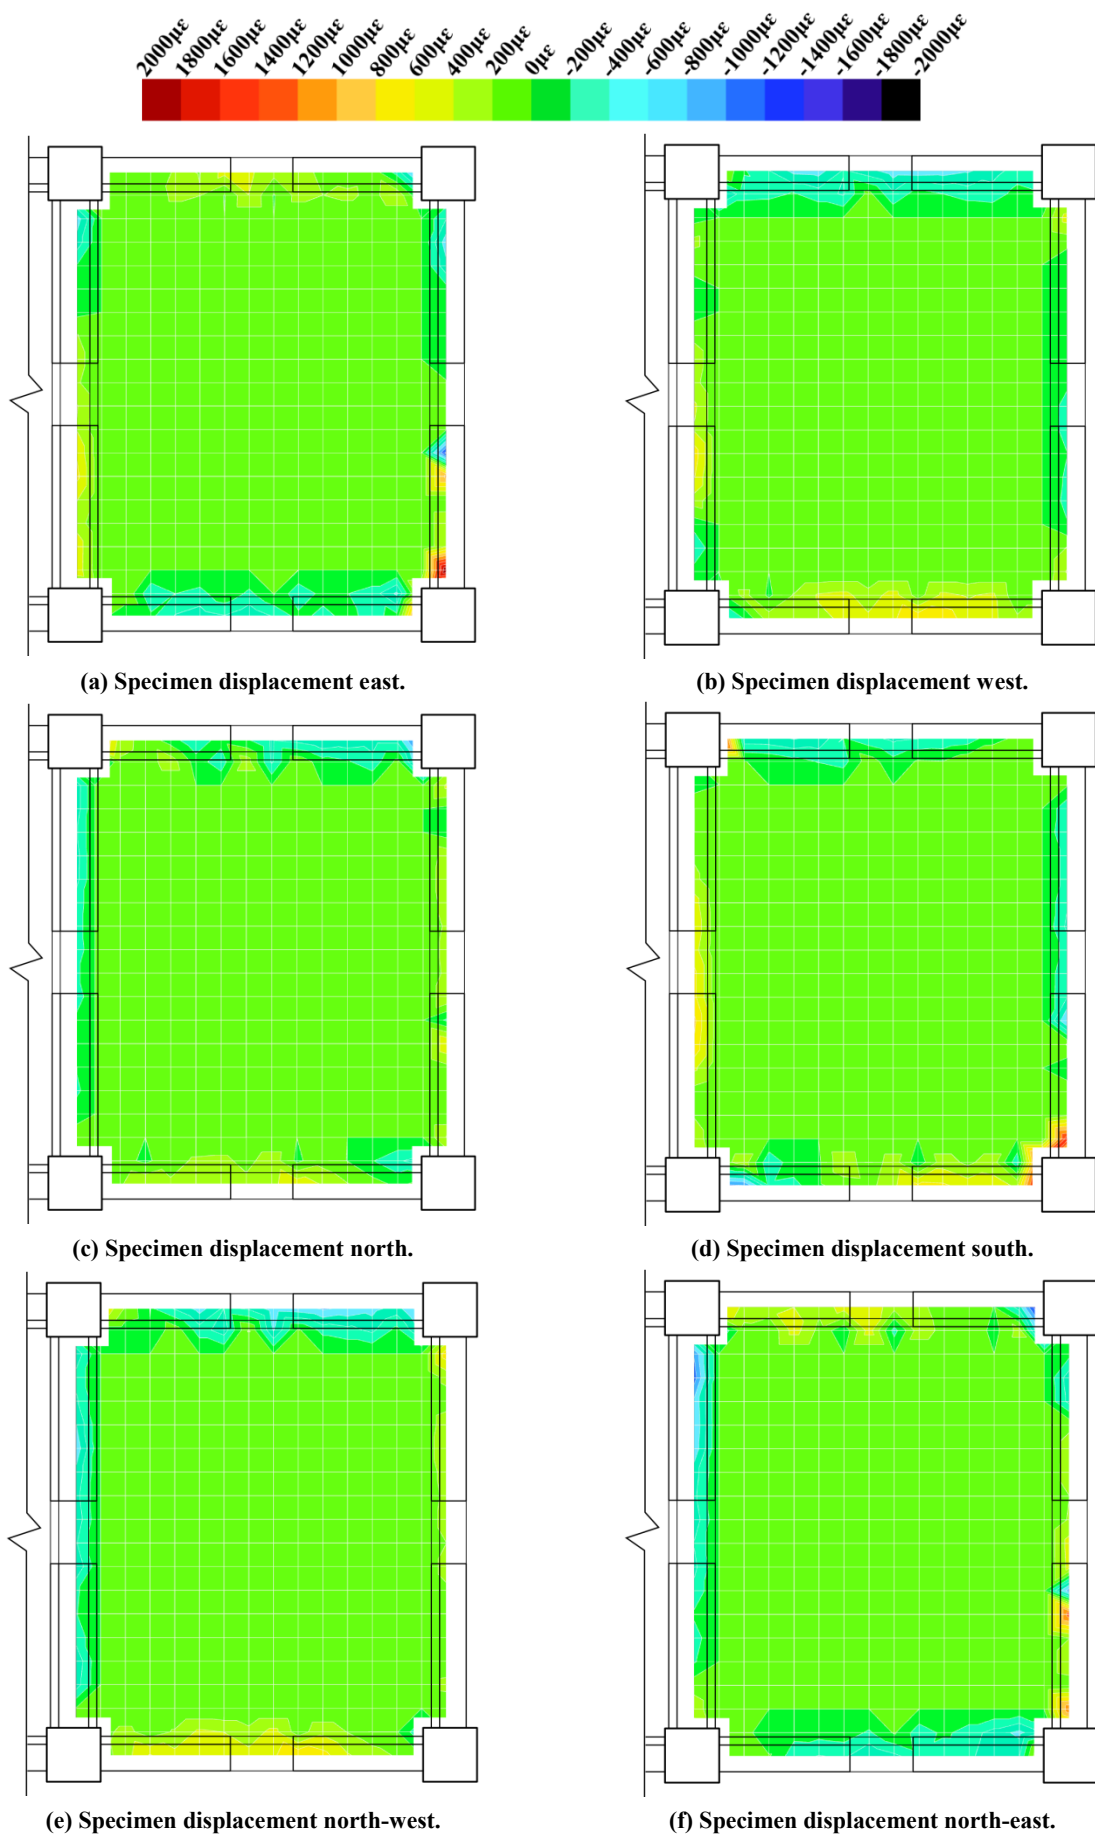 2000με 1800με 1600με 1400με 1200με 1000με 800με 600με 400με 200με 0με -200με -400με -600με -800με -1000με -1200με -1400με -1600με -1800με -2000με
(a) Specimen displacement east. (b) Specimen displacement west.
(c) Specimen displacement north. (d) Specimen displacement south.
(e) Specimen displacement north-west. (f) Specimen displacement north-east.